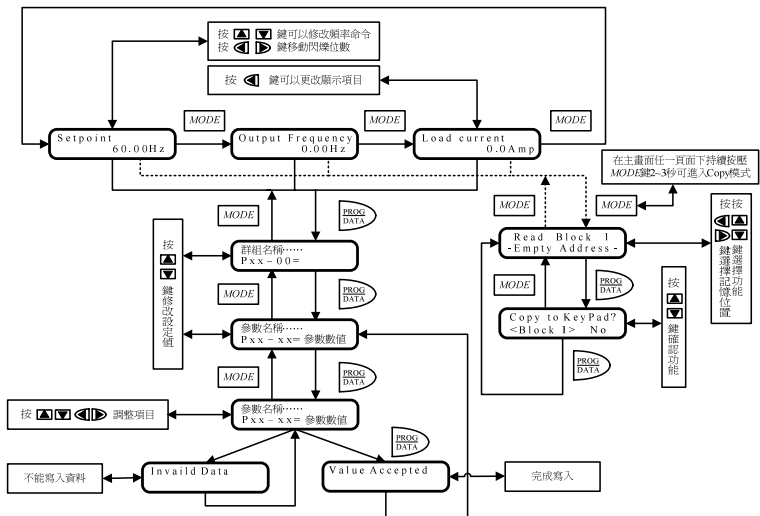 按 ▲ ▼ 鍵可以修改頻率命令
按 ◀ ▶ 鍵移動閃爍位數
按 ◀ 鍵可以更改顯示項目
MODE
MODE
MODE
Setpoint
60.00Hz
Output Frequency
0.00Hz
Load current
0.0Amp
在主畫面任一頁面下持續按壓
MODE鍵2~3秒可進入Copy模式
MODE
PROG
DATA
MODE
MODE
按 ▲ ▼ 鍵修改設定值
群組名稱……
Pxx-00=
Read Block 1
-Empty Address-
按 ▲ ▼ 鍵選擇功能
按 ◀ ▶ 鍵選擇記憶位置
MODE
PROG
DATA
MODE
PROG
DATA
參數名稱……
Pxx-xx= 參數數值
Copy to KeyPad?
<Block 1> No
按 ▲ ▼ 鍵確認功能
MODE
PROG
DATA
PROG
DATA
按 ▲ ▼ ◀ ▶ 調整項目
參數名稱……
Pxx-xx= 參數數值
PROG
DATA
不能寫入資料
Invaild Data
Value Accepted
完成寫入